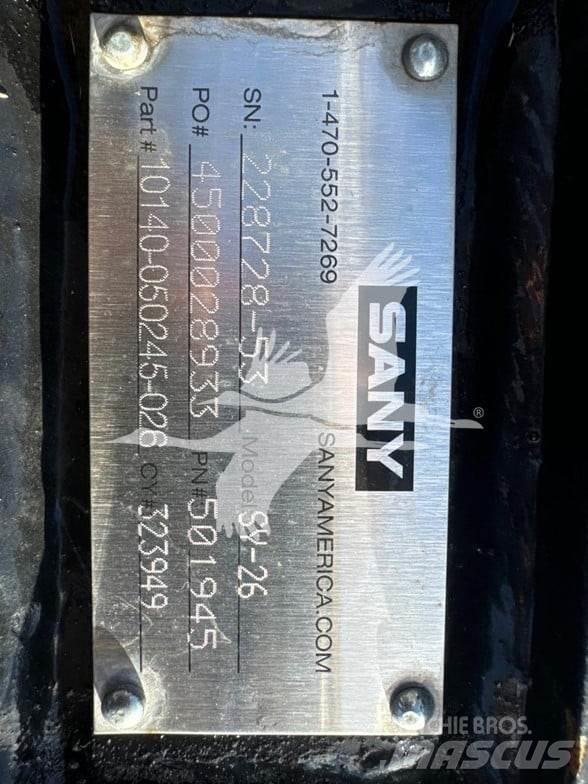 SANY
®
1-470-552-7269 SANYAMERICA.COM
SN: 228728-53 Model SY-26
PO# 4500028933 PN# 501945
Part # 10140-050245-026 CY# 323949
RITCHIE BROS.
MASCUS